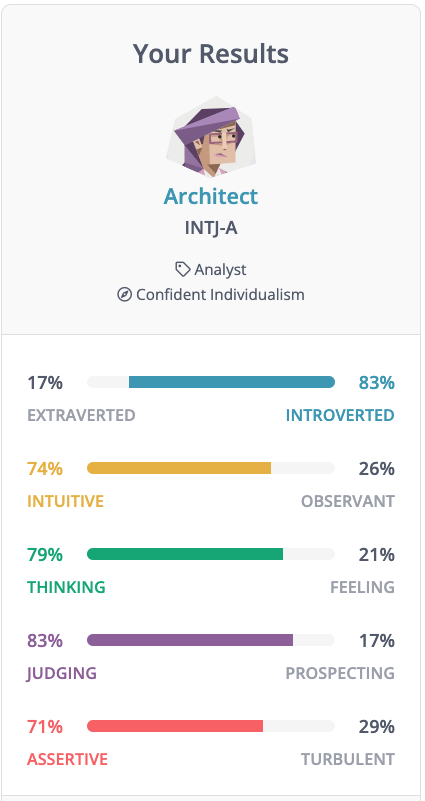 Your Results
Architect
INTJ-A
Analyst
Confident Individualism
17% 83%
EXTRAVERTED INTROVERTED
74% 26%
INTUITIVE OBSERVANT
79% 21%
THINKING FEELING
83% 17%
JUDGING PROSPECTING
71% 29%
ASSERTIVE TURBULENT